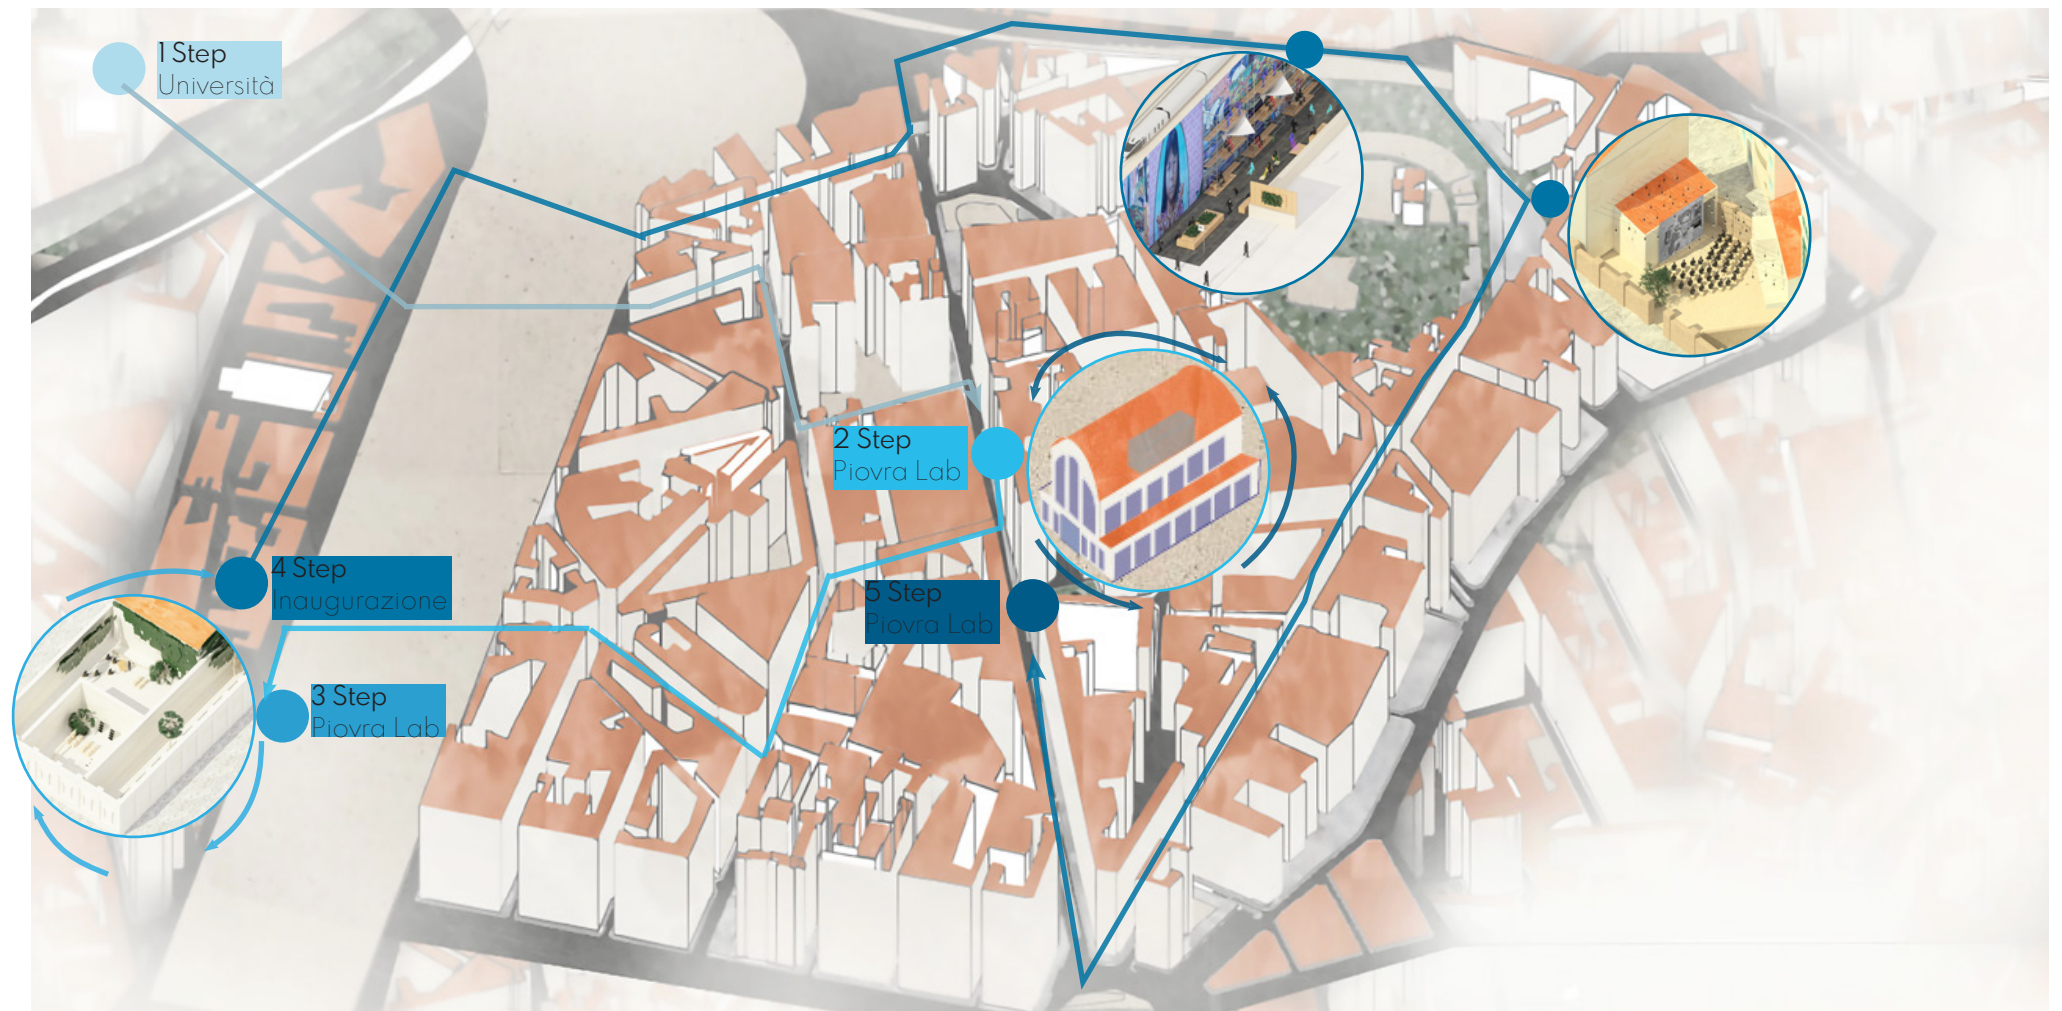 1 Step
Università
2 Step
Piovra Lab
3 Step
Piovra Lab
4 Step
Inaugurazione
5 Step
Piovra Lab